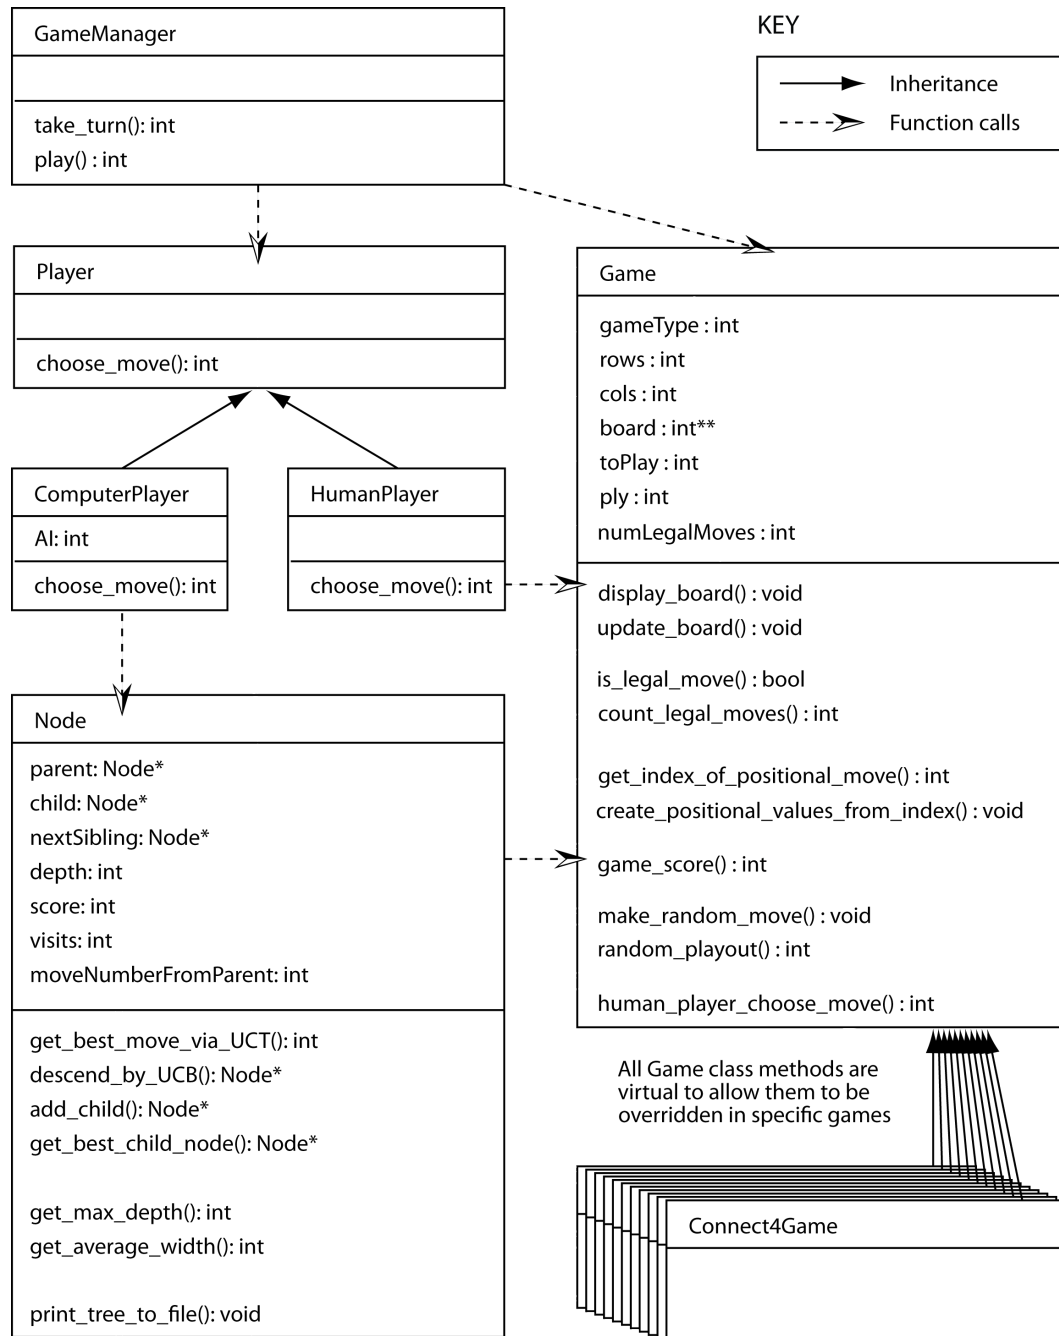 GameManager
take_turn(): int
play() : int
KEY
Inheritance
Function calls
Player
choose_move(): int
ComputerPlayer
AI: int
choose_move(): int
HumanPlayer
choose_move(): int
Node
parent: Node*
child: Node*
nextSibling: Node*
depth: int
score: int
visits: int
moveNumberFromParent: int
get_best_move_via_UCT(): int
descend_by_UCB(): Node*
add_child(): Node*
get_best_child_node(): Node*
get_max_depth(): int
get_average_width(): int
print_tree_to_file(): void
Game
gameType : int
rows : int
cols : int
board : int**
toPlay : int
ply : int
numLegalMoves : int
display_board() : void
update_board() : void
is_legal_move() : bool
count_legal_moves() : int
get_index_of_positional_move() : int
create_positional_values_from_index() : void
game_score() : int
make_random_move() : void
random_playout() : int
human_player_choose_move() : int
All Game class methods are
virtual to allow them to be
overridden in specific games
Connect4Game